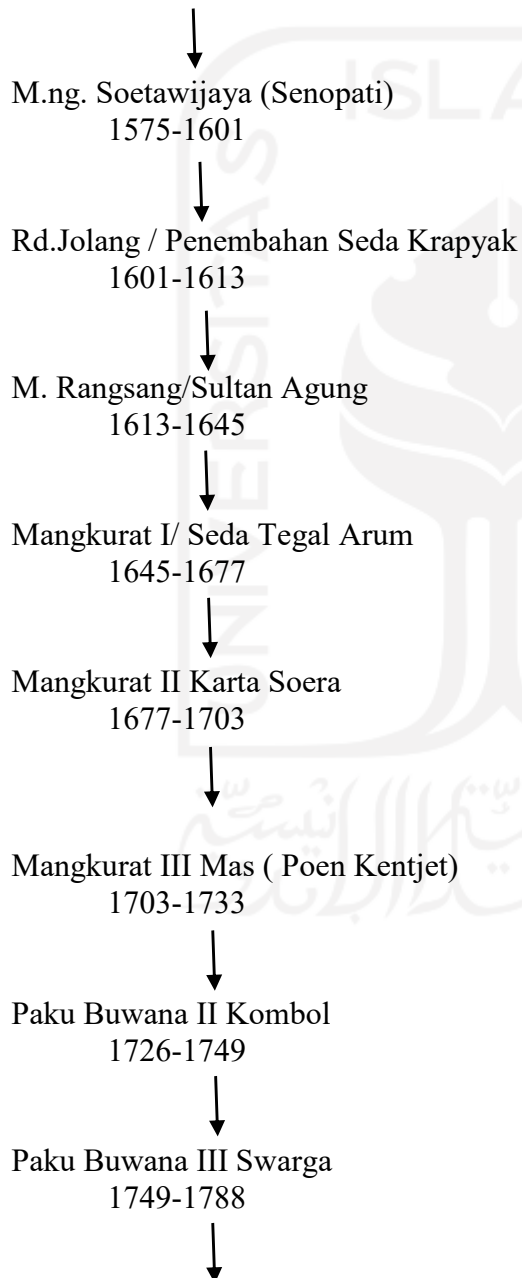 M.ng. Soetawijaya (Senopati)
1575-1601
Rd.Jolang / Penembahan Seda Krapyak
1601-1613
M. Rangsang/Sultan Agung
1613-1645
Mangkurat I/ Seda Tegal Arum
1645-1677
Mangkurat II Karta Soera
1677-1703
Mangkurat III Mas ( Poen Kentjet)
1703-1733
Paku Buwana II Kombol
1726-1749
Paku Buwana III Swarga
1749-1788
ISLA
UNIVERSITAS